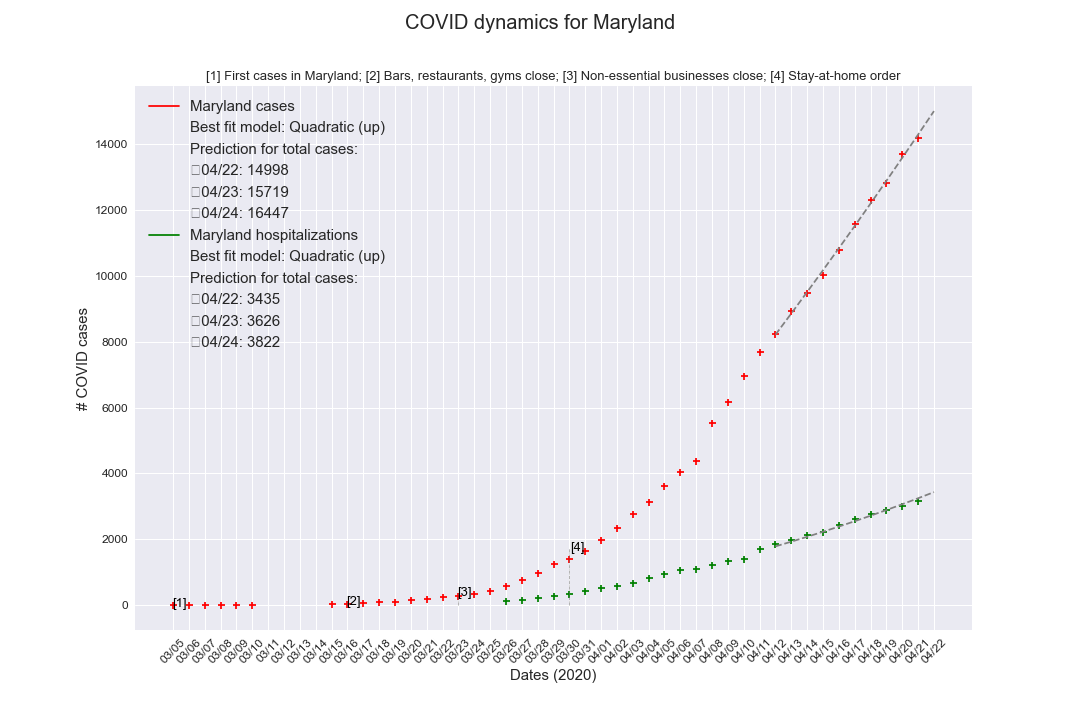 COVID dynamics for Maryland
[1] First cases in Maryland; [2] Bars, restaurants, gyms close; [3] Non-essential businesses close; [4] Stay-at-home order
Maryland cases
Best fit model: Quadratic (up)
Prediction for total cases:
04/22: 14998
04/23: 15719
04/24: 16447
Maryland hospitalizations
Best fit model: Quadratic (up)
Prediction for total cases:
04/22: 3435
04/23: 3626
04/24: 3822
# COVID cases
14000
12000
10000
8000
6000
4000
2000
0
[1]
[2]
[3]
[4]
03/05 03/06 03/07 03/08 03/09 03/10 03/11 03/12 03/13 03/14 03/15 03/16 03/17 03/18 03/19 03/20 03/21 03/22 03/23 03/24 03/25 03/26 03/27 03/28 03/29 03/30 03/31 04/01 04/02 04/03 04/04 04/05 04/06 04/07 04/08 04/09 04/10 04/11 04/12 04/13 04/14 04/15 04/16 04/17 04/18 04/19 04/20 04/21 04/22
Dates (2020)